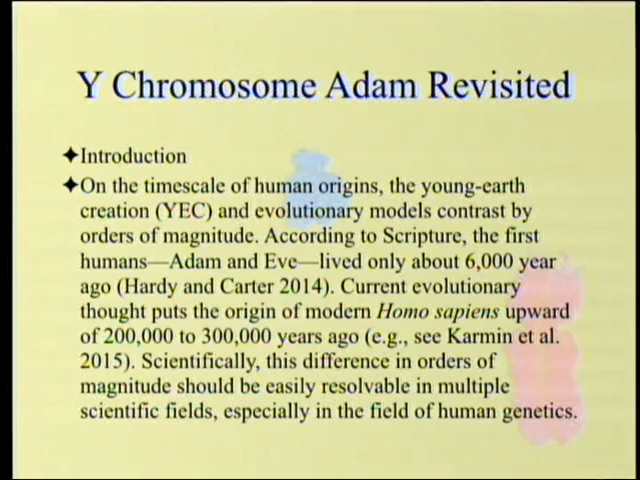 Y Chromosome Adam Revisited
✦Introduction
✦On the timescale of human origins, the young-earth
creation (YEC) and evolutionary models contrast by
orders of magnitude. According to Scripture, the first
humans—Adam and Eve—lived only about 6,000 year
ago (Hardy and Carter 2014). Current evolutionary
thought puts the origin of modern Homo sapiens upward
of 200,000 to 300,000 years ago (e.g., see Karmin et al.
2015). Scientifically, this difference in orders of
magnitude should be easily resolvable in multiple
scientific fields, especially in the field of human genetics.